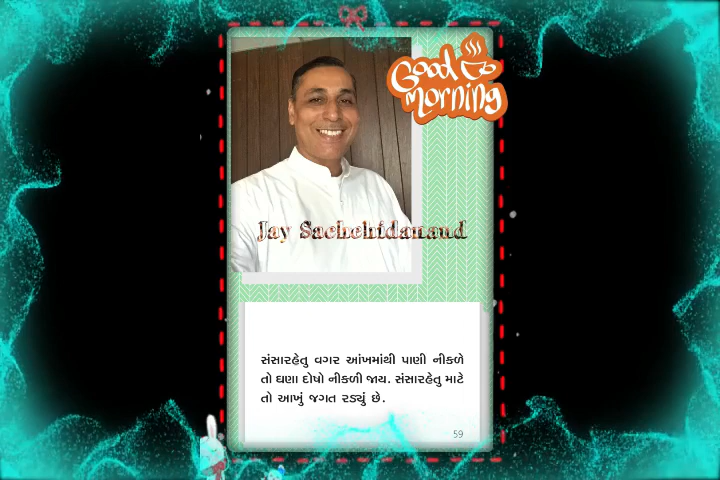 Good
Morning
Jay Sachchidanand
સંસારહેતુ વગર આંખમાંથી પાણી નીકળે
તો ઘણા દોષો નીકળી જાય. સંસારહેતુ માટે
તો આખું જગત રડ્યું છે.
59